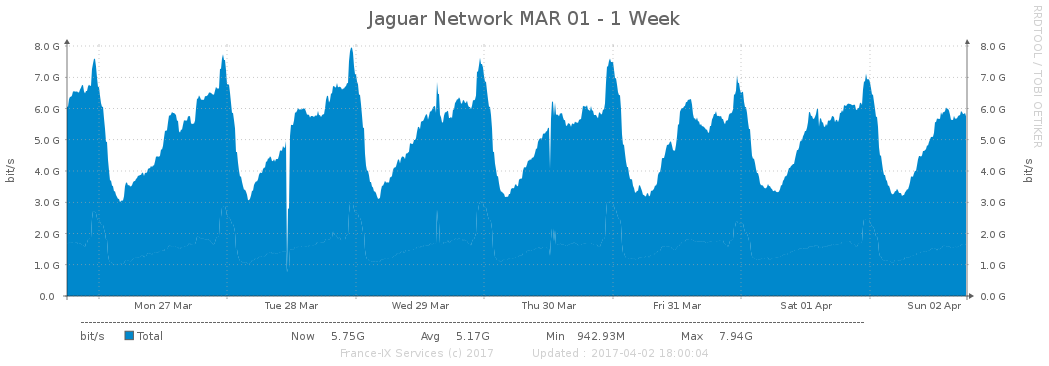 Jaguar Network MAR 01 - 1 Week
RRDTOOL / TOBI OETIKER
bit/s
8.0 G 8.0 G
7.0 G 7.0 G
6.0 G 6.0 G
5.0 G 5.0 G
4.0 G 4.0 G
3.0 G 3.0 G
2.0 G 2.0 G
1.0 G 1.0 G
0.0 0.0 G
bit/s
Mon 27 Mar Tue 28 Mar Wed 29 Mar Thu 30 Mar Fri 31 Mar Sat 01 Apr Sun 02 Apr
bit/s Total Now 5.75G Avg 5.17G Min 942.93M Max 7.94G
France-IX Services (c) 2017 Updated : 2017-04-02 18:00:04